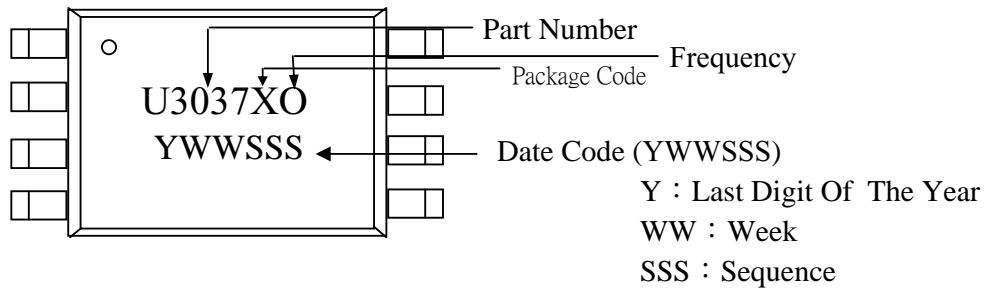 Part Number
Frequency
Package Code
U3037XO
YWWSSS
Date Code (YWWSSS)
Y：Last Digit Of The Year
WW：Week
SSS：Sequence